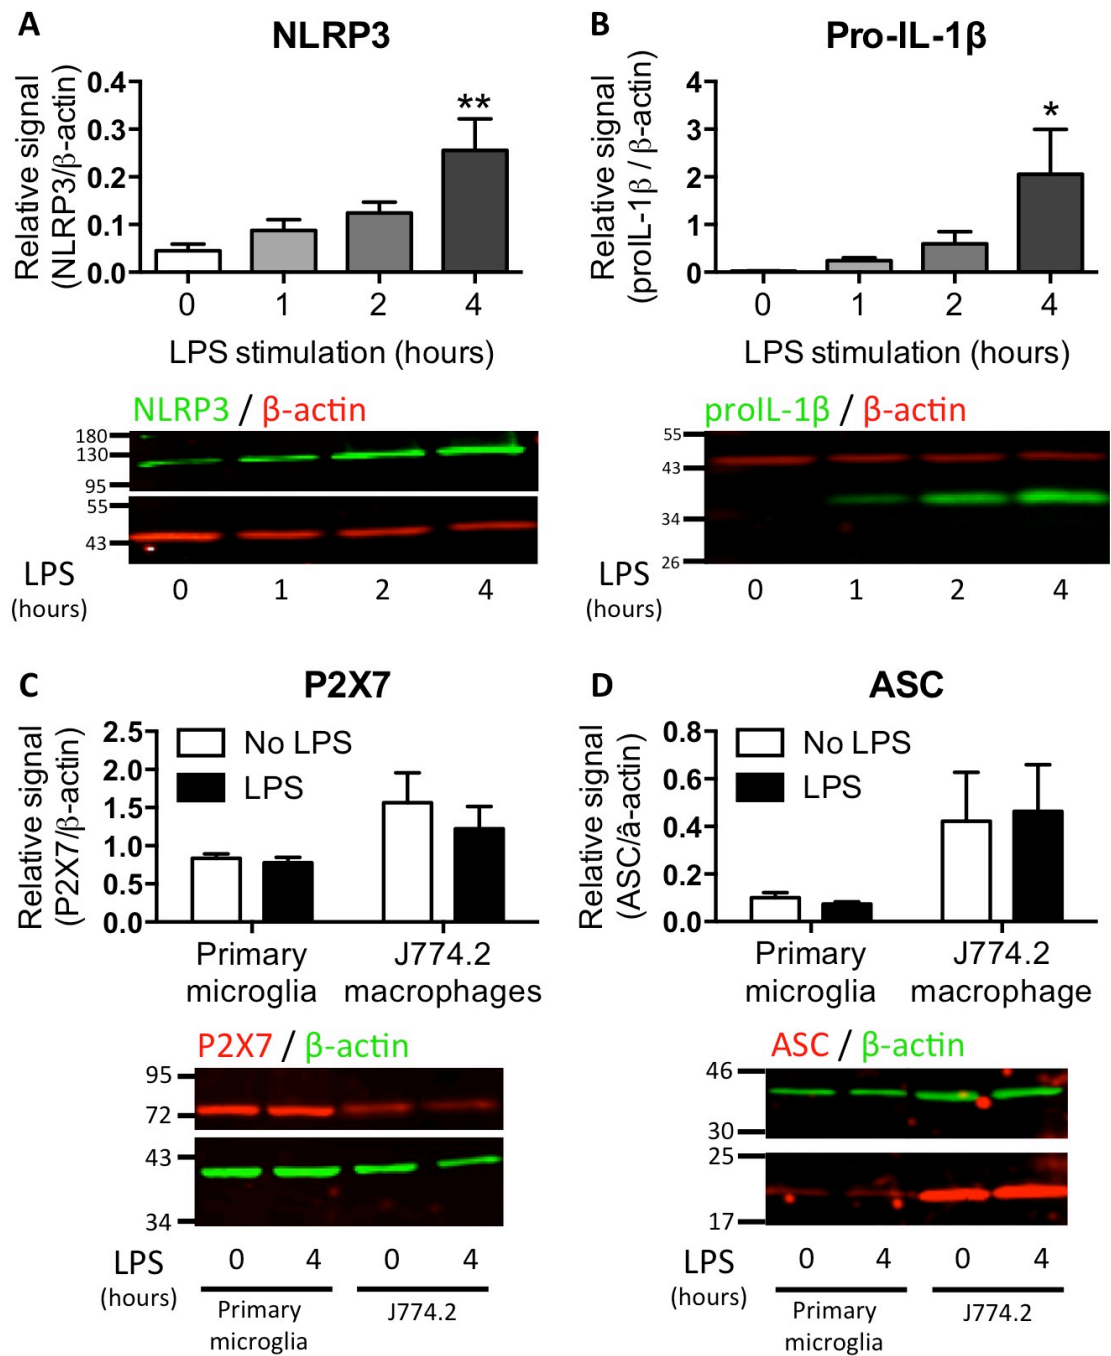 A
NLRP3
Relative signal
(NLRP3/β-actin)
0.4
0.3
0.2
0.1
0.0
**
0 1 2 4
LPS stimulation (hours)
NLRP3 / β-actin
180
130
95
55
43
LPS
(hours)
0 1 2 4
B
Pro-IL-1β
Relative signal
(proIL-1β / β-actin)
4
3
2
1
0
*
0 1 2 4
LPS stimulation (hours)
proIL-1β / β-actin
55
43
34
26
LPS
(hours)
0 1 2 4
C
P2X7
Relative signal
(P2X7/β-actin)
2.5
2.0
1.5
1.0
0.5
0.0
No LPS
LPS
Primary
microglia
J774.2
macrophages
P2X7 / β-actin
95
72
43
34
LPS
(hours)
0 4 0 4
Primary
microglia
J774.2
D
ASC
Relative signal
(ASC/â-actin)
0.8
0.6
0.4
0.2
0.0
No LPS
LPS
Primary
microglia
J774.2
macrophage
ASC / β-actin
46
30
25
17
LPS
(hours)
0 4 0 4
Primary
microglia
J774.2